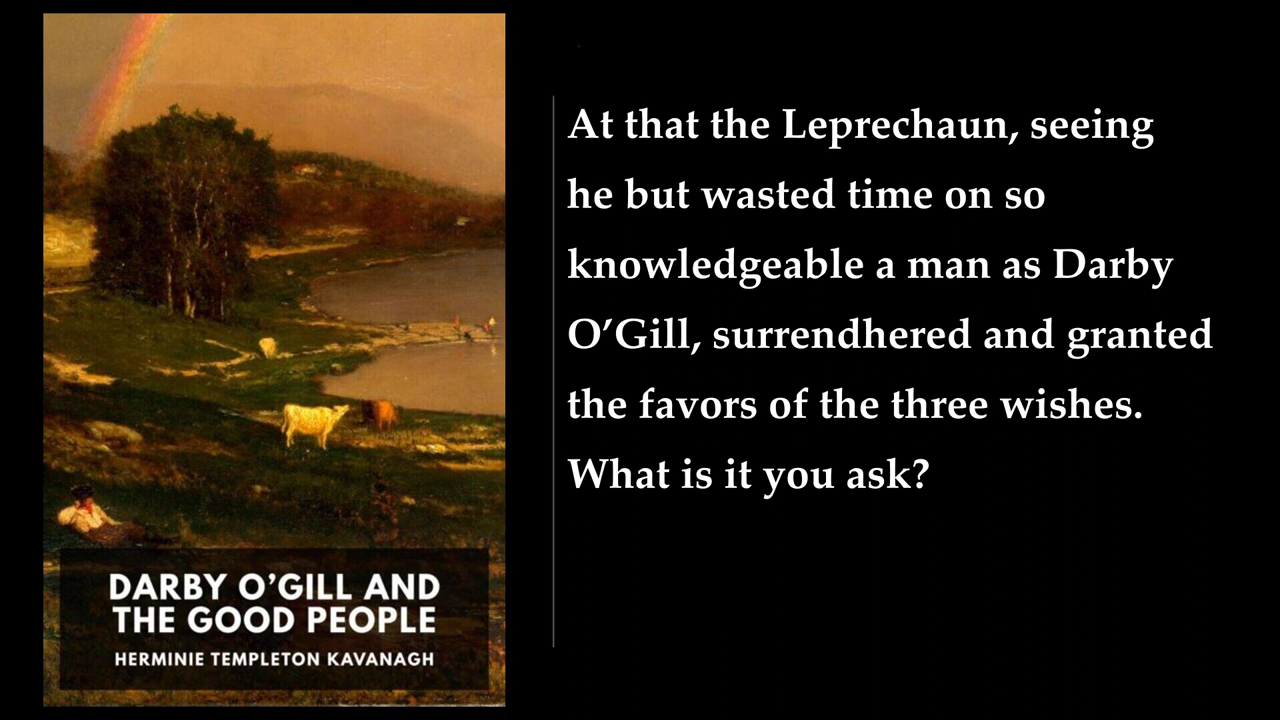 DARBY O’GILL AND
THE GOOD PEOPLE
HERMINIE TEMPLETON KAVANAGH
At that the Leprechaun, seeing
he but wasted time on so
knowledgeable a man as Darby
O’Gill, surrendhered and granted
the favors of the three wishes.
What is it you ask?